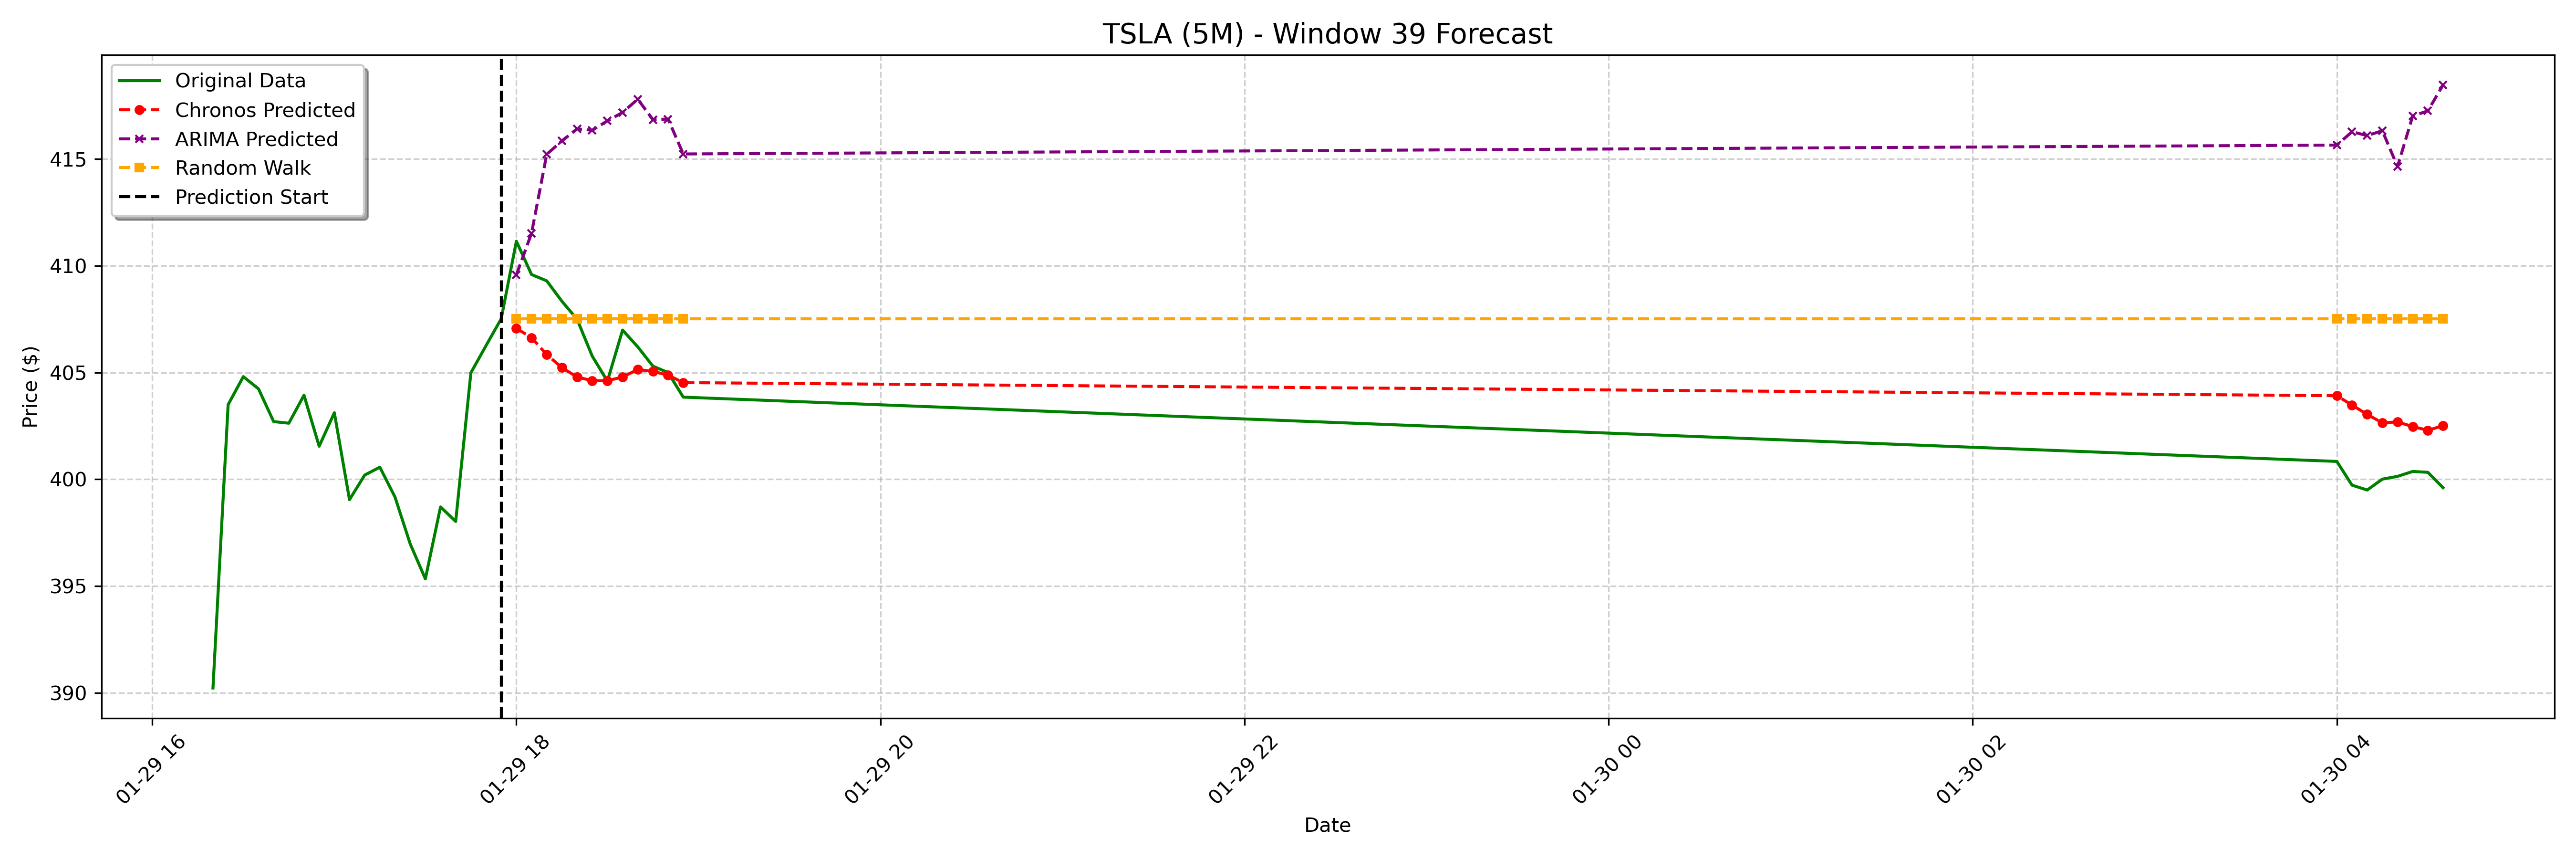 TSLA (5M) - Window 39 Forecast
Original Data
Chronos Predicted
ARIMA Predicted
Random Walk
Prediction Start
Price ($)
415
410
405
400
395
390
01-29 16
01-29 18
01-29 20
01-29 22
01-30 00
01-30 02
01-30 04
Date